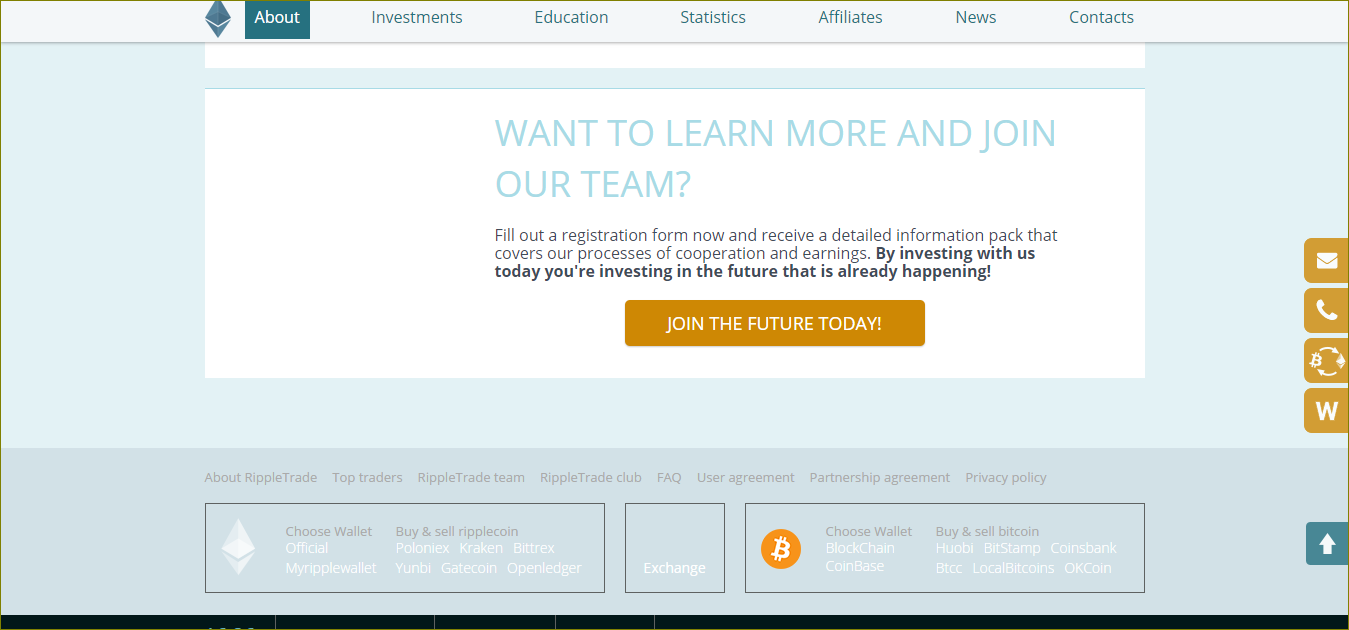 About Investments Education Statistics Affiliates News Contacts
WANT TO LEARN MORE AND JOIN
OUR TEAM?
Fill out a registration form now and receive a detailed information pack that
covers our processes of cooperation and earnings. By investing with us
today you're investing in the future that is already happening!
JOIN THE FUTURE TODAY!
W
About RippleTrade Top traders RippleTrade team RippleTrade club FAQ User agreement Partnership agreement Privacy policy
Choose Wallet Buy & sell ripplecoin
Official Poloniex Kraken Bittrex
Myripplewallet Yunbi Gatecoin Openledger
Exchange
Choose Wallet Buy & sell bitcoin
BlockChain Huobi BitStamp Coinsbank
CoinBase Btcc LocalBitcoins OKCoin